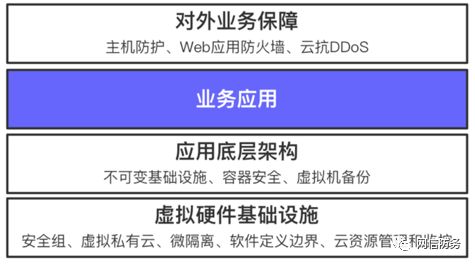 对外业务保障
主机防护、Web应用防火墙、云抗DDoS
业务应用
应用底层架构
不可变基础设施、容器安全、虚拟机备份
虚拟硬件基础设施
安全组、虚拟私有云、微隔离、软件定义边界、云资源管理和监控